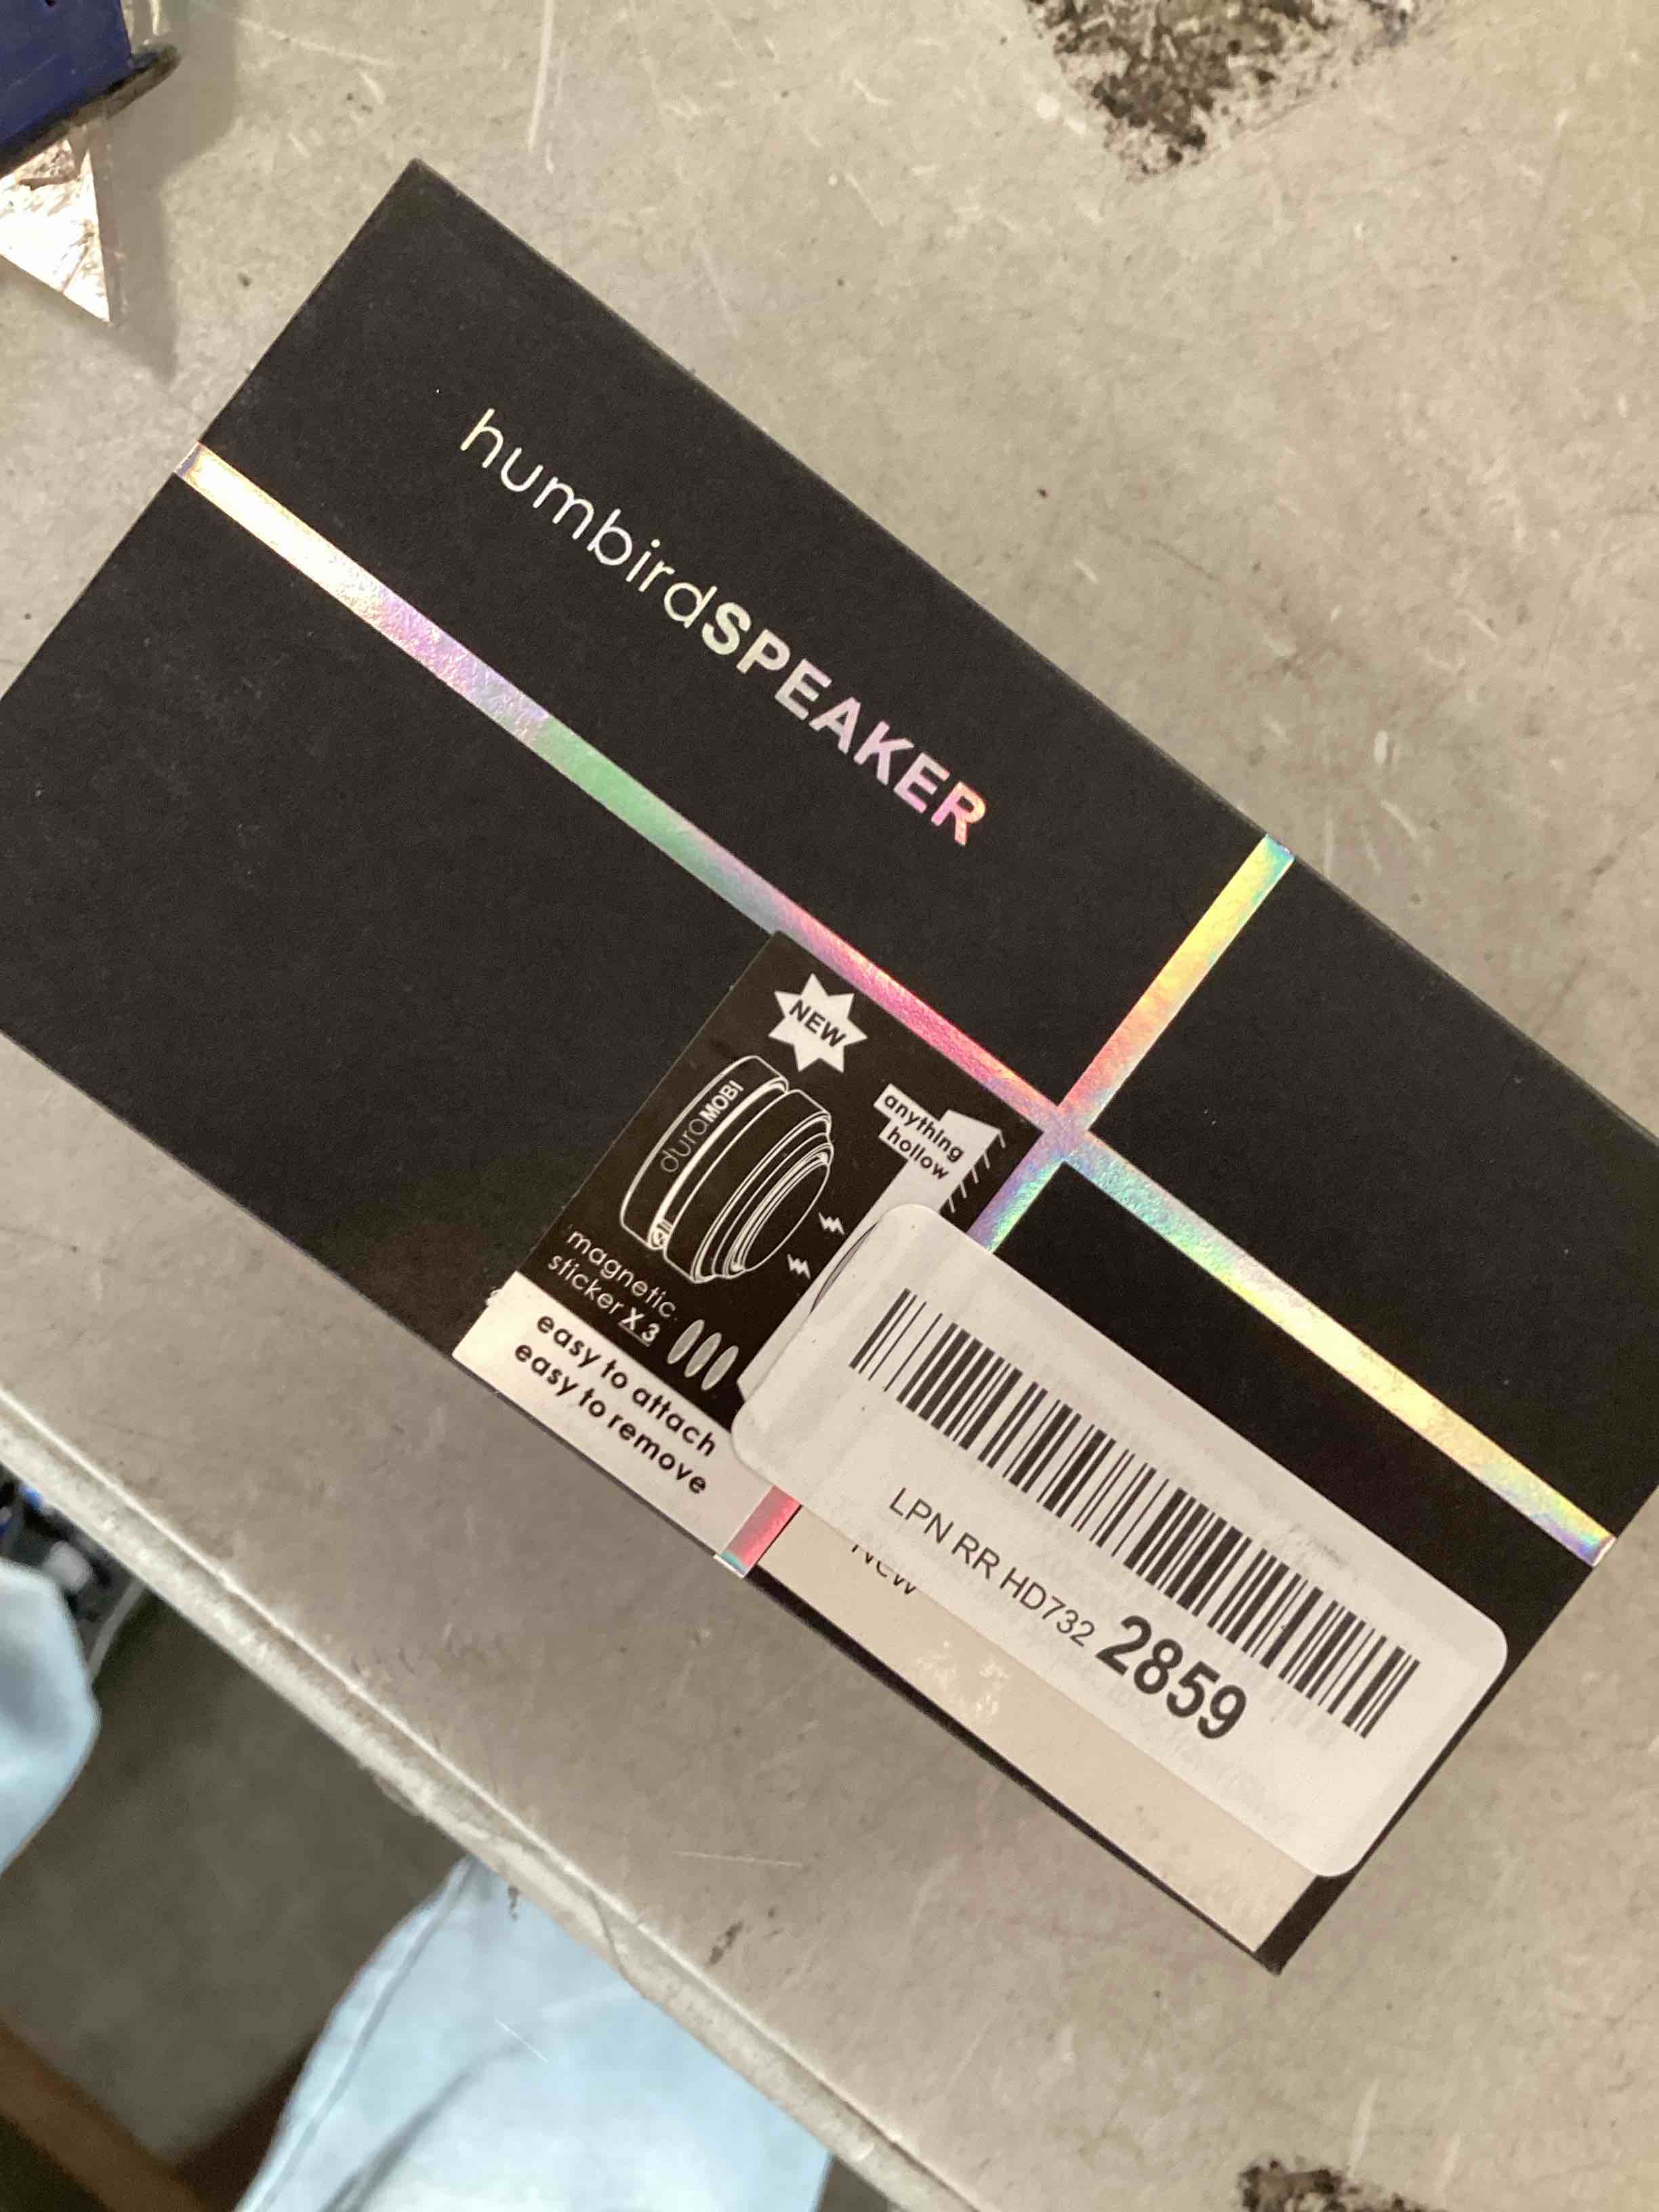 humbirdSPEAKER
NEW
duraMOBI
anything
hollow
magnetic
sticker X 3
easy to attach
easy to remove
LPN RR HD732 2859
New